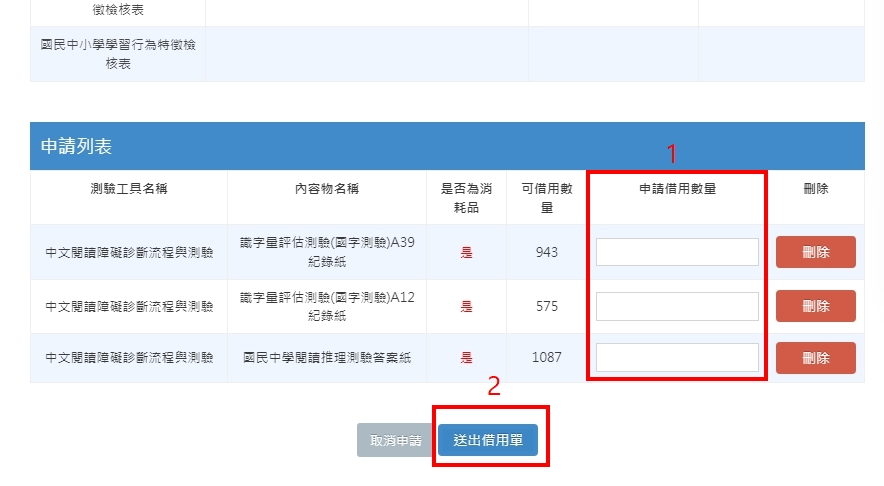 徵檢核表
國民中小學學習行為特徵檢
核表
申請列表
1
測驗工具名稱 內容物名稱 是否為消 可借用數 申請借用數量 刪除
耗品 量
中文閱讀障礙診斷流程與測驗 識字量評估測驗(國字測驗)A39 是 943 刪除
紀錄紙
中文閱讀障礙診斷流程與測驗 識字量評估測驗(國字測驗)A12 是 575 刪除
紀錄紙
中文閱讀障礙診斷流程與測驗 國民中學閱讀推理測驗答案紙 是 1087 刪除
2
取消申請 送出借用單